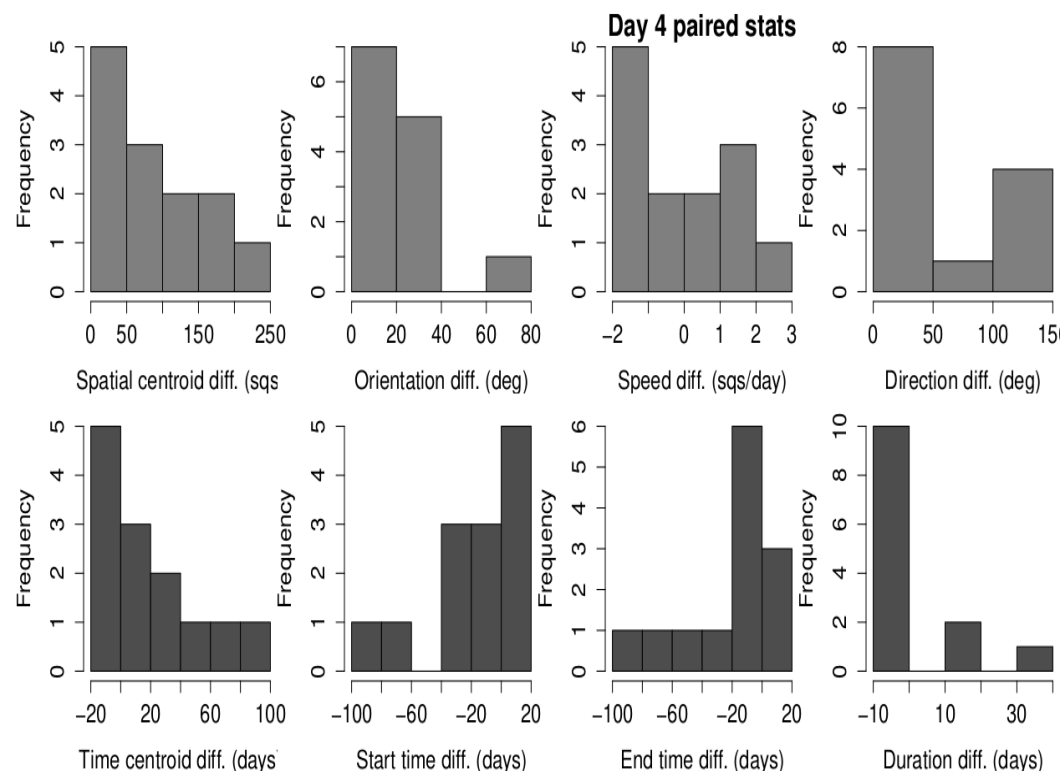 Day 4 paired stats
Frequency
0 1 2 3 4 5
0 50 150 250
Spatial centroid diff. (sqs
Frequency
0 2 4 6
0 20 40 60 80
Orientation diff. (deg)
Frequency
0 1 2 3 4 5
−2 0 1 2 3
Speed diff. (sqs/day)
Frequency
0 2 4 6 8
0 50 100 150
Direction diff. (deg)
Frequency
0 1 2 3 4 5
−20 20 60 100
Time centroid diff. (days)
Frequency
0 1 2 3 4 5
−100 −60 −20 20
Start time diff. (days)
Frequency
0 1 2 3 4 5 6
−100 −60 −20 20
End time diff. (days)
Frequency
0 2 4 6 8 10
−10 10 30
Duration diff. (days)